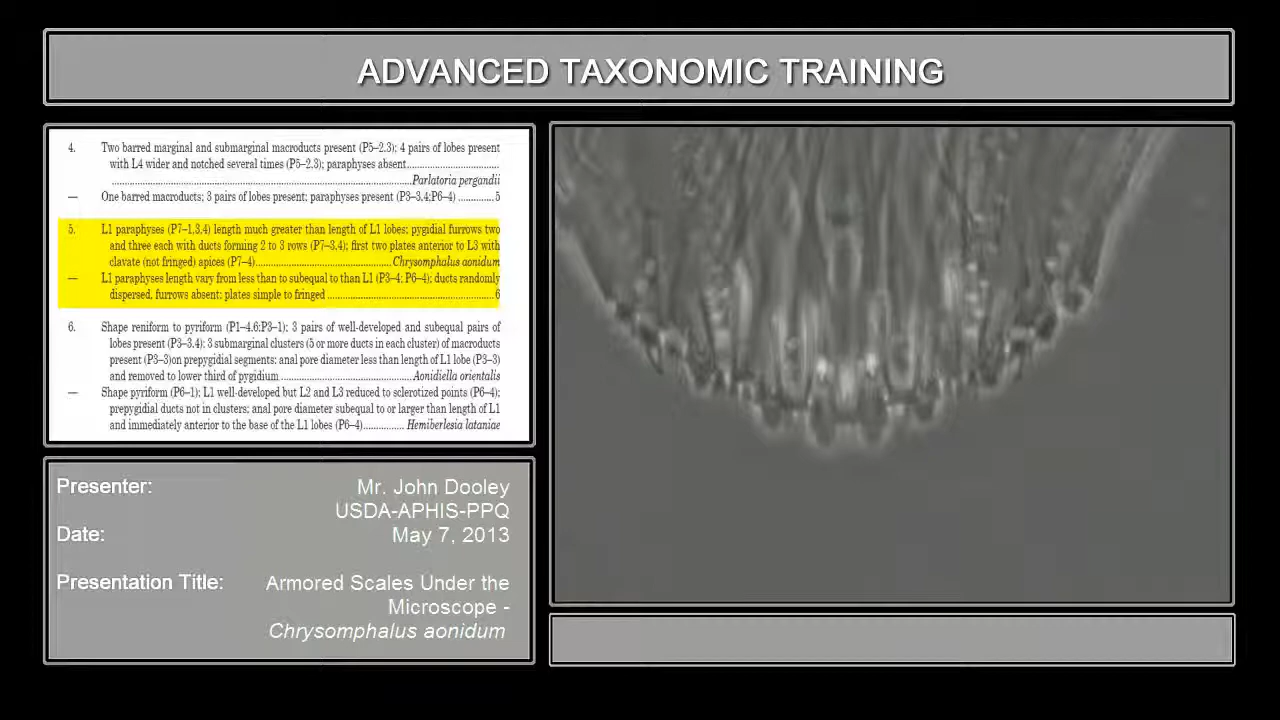 ADVANCED TAXONOMIC TRAINING
4. Two barred marginal and submarginal macroducts present (P5–2.3); 4 pairs of lobes present
with L4 wider and notched several times (P5–2.3); paraphyses absent..............................
....................................................................................................Parlatoria pergandii
— One barred macroducts; 3 pairs of lobes present; paraphyses present (P3–3.4;P6–4) .............5
5. L1 paraphyses (P7–1,3.4) length much greater than length of L1 lobes; pygidial furrows two
and three each with ducts forming 2 to 3 rows (P7–3.4); first two plates anterior to L3 with
clavate (not fringed) apices (P7–4)..............................................Chrysomphalus aonidum
— L1 paraphyses length vary from less than to subequal to than L1 (P3–4; P6–4); ducts randomly
dispersed, furrows absent; plates simple to fringed .........................................................6
6. Shape reniform to pyriform (P1–4.6;P3–1); 3 pairs of well-developed and subequal pairs of
lobes present (P3–3.4); 3 submarginal clusters (5 or more ducts in each cluster) of macroducts
present (P3–3)on prepygidial segments; anal pore diameter less than length of L1 lobe (P3–3)
and removed to lower third of pygidium .............................................Aonidiella orientalis
— Shape pyriform (P6–1); L1 well-developed but L2 and L3 reduced to sclerotized points (P6–4);
prepygidial ducts not in clusters; anal pore diameter subequal to or larger than length of L1
and immediately anterior to the base of the L1 lobes (P6–4).............. Hemiberlesia lataniae
Presenter: Mr. John Dooley
USDA-APHIS-PPQ
Date: May 7, 2013
Presentation Title: Armored Scales Under the
Microscope -
Chrysomphalus aonidum